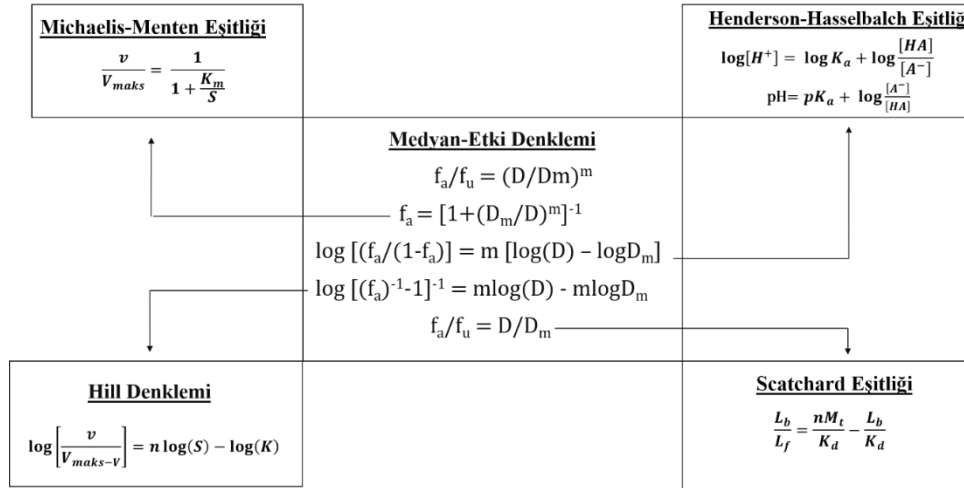 Michaelis-Menten Eşitliği
v/V_maks = 1/(1 + K_m/S)
Henderson-Hasselbalch Eşitliğ
log[H⁺] = log K_a + log [HA]/[A⁻]
pH= pK_a + log [A⁻]/[HA]
Medyan-Etki Denklemi
f_a/f_u = (D/Dm)^m
f_a = [1+(D_m/D)^m]^-1
log [(f_a/(1-f_a)] = m [log(D) – logD_m]
log [(f_a)^-1-1]^-1 = mlog(D) - mlogD_m
f_a/f_u = D/D_m
Hill Denklemi
log[v/V_maks-V] = n log(S) − log(K)
Scatchard Eşitliği
L_b/L_f = nM_t/K_d − L_b/K_d